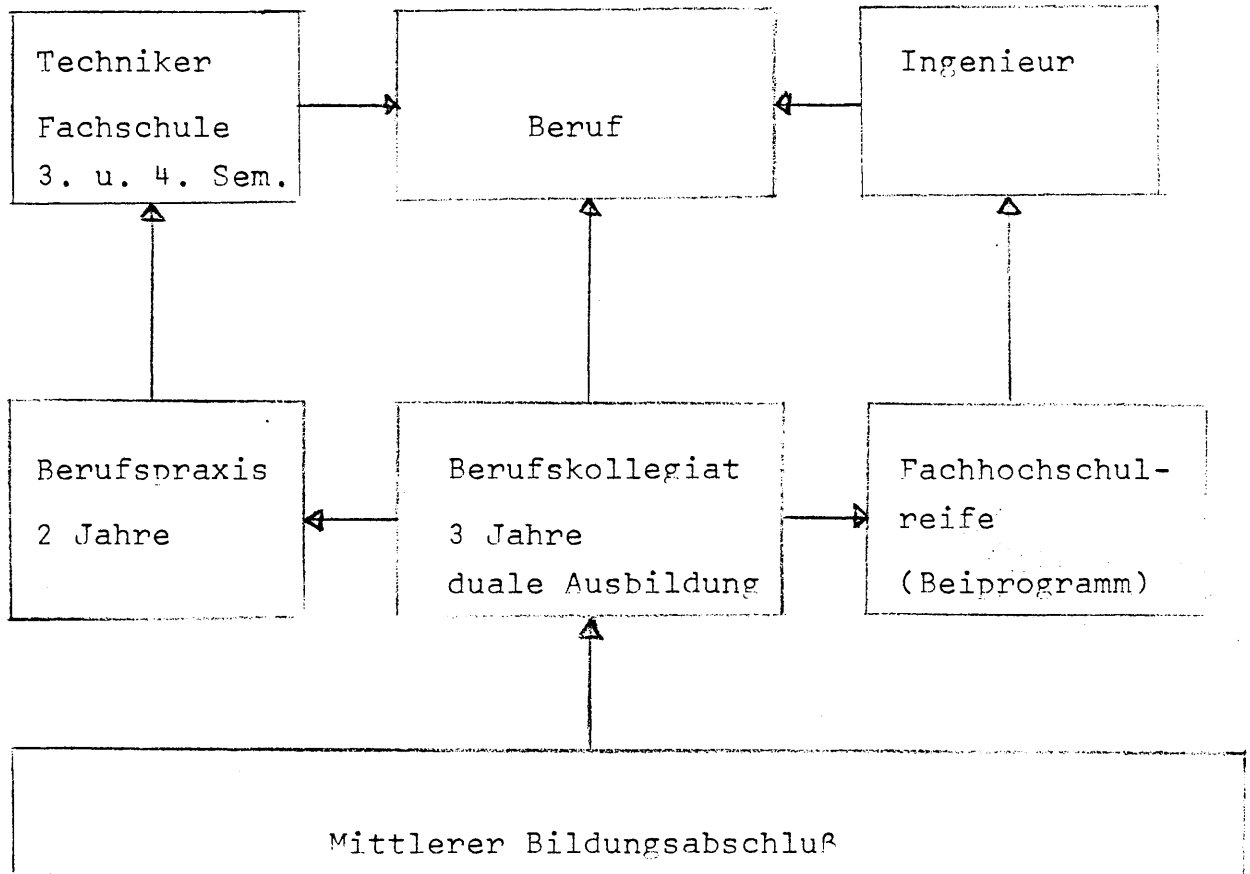 Techniker
Fachschule
3. u. 4. Sem.
Beruf
Ingenieur
Berufspraxis
2 Jahre
Berufskollegiat
3 Jahre
duale Ausbildung
Fachhochschul-
reife
(Beiprogramm)
Mittlerer Bildungsabschluß